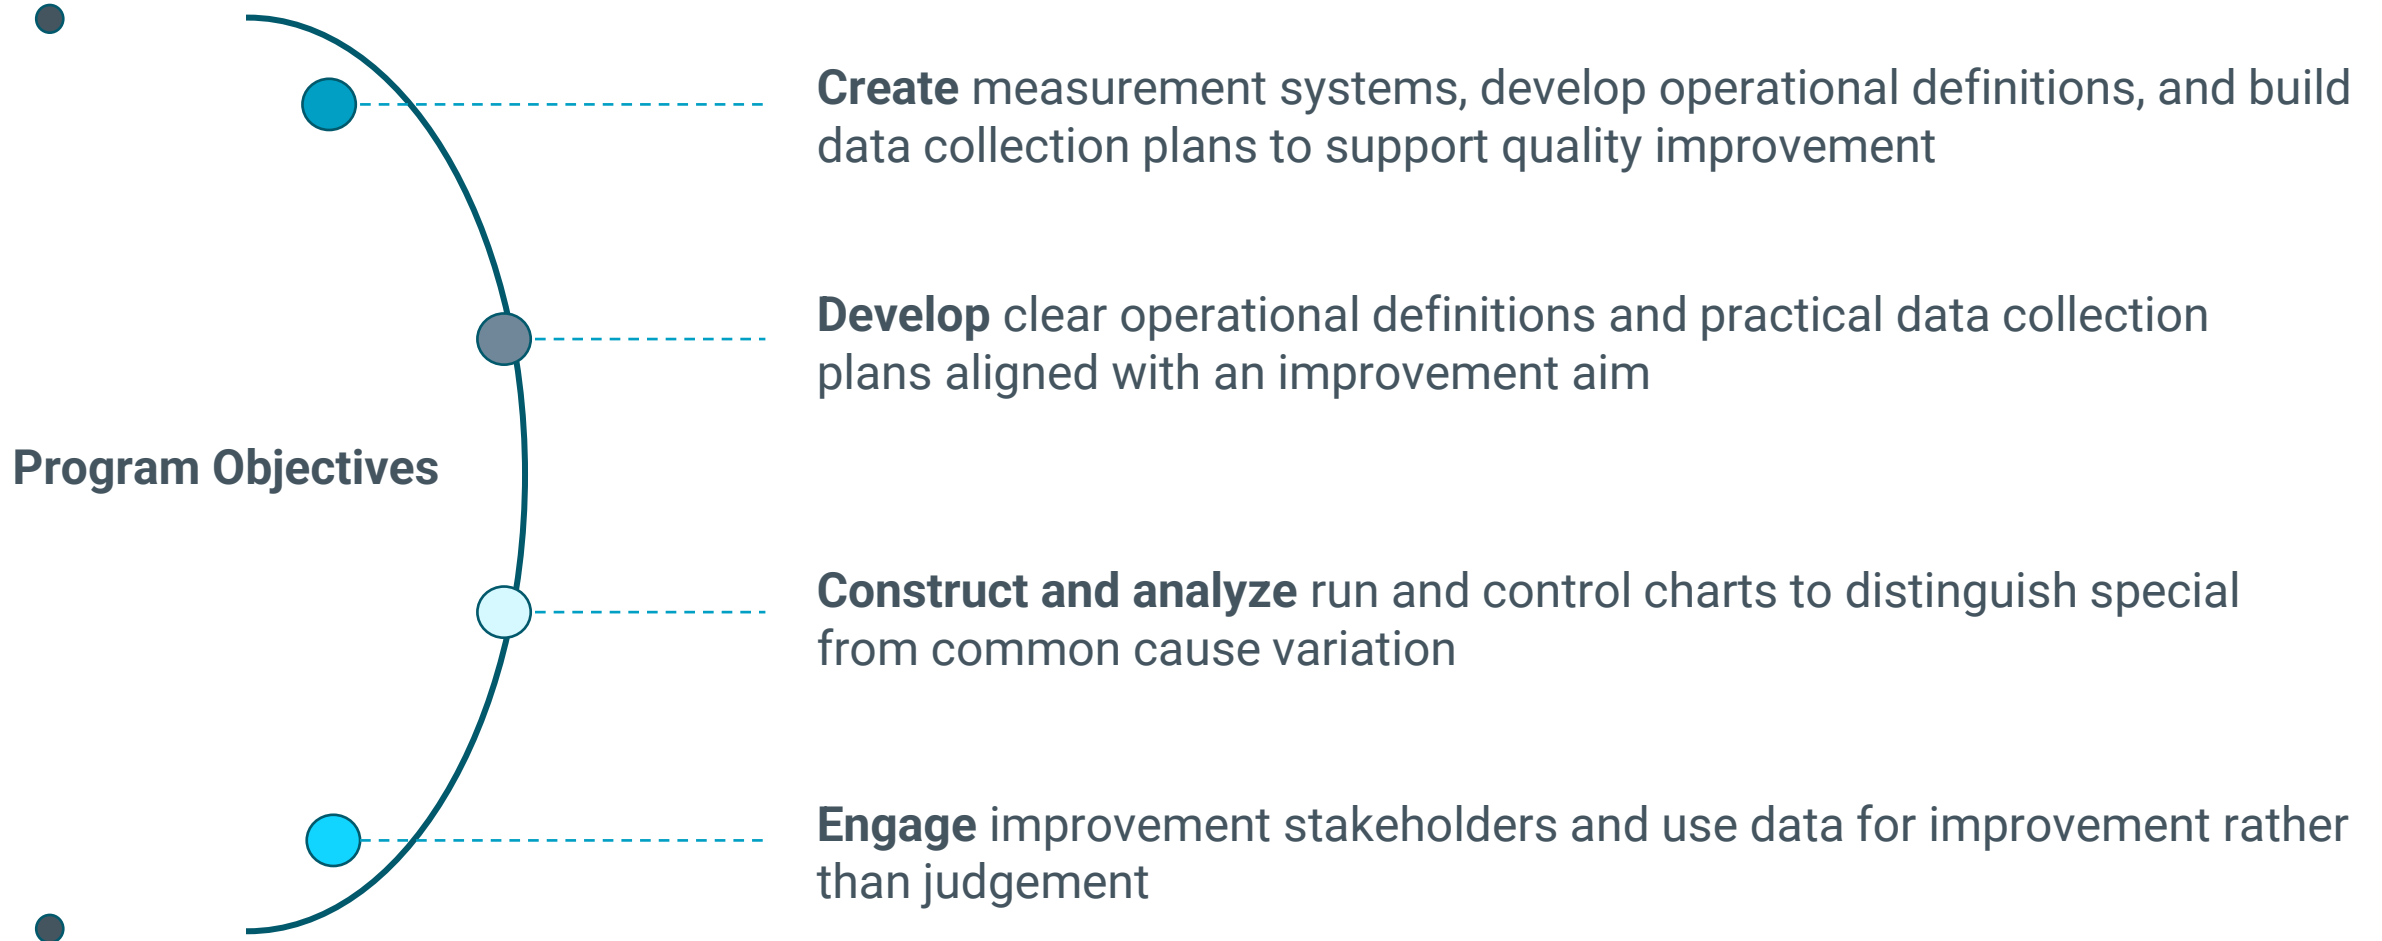 Create measurement systems, develop operational definitions, and build
data collection plans to support quality improvement
Develop clear operational definitions and practical data collection
plans aligned with an improvement aim
Program Objectives
Construct and analyze run and control charts to distinguish special
from common cause variation
Engage improvement stakeholders and use data for improvement rather
than judgement